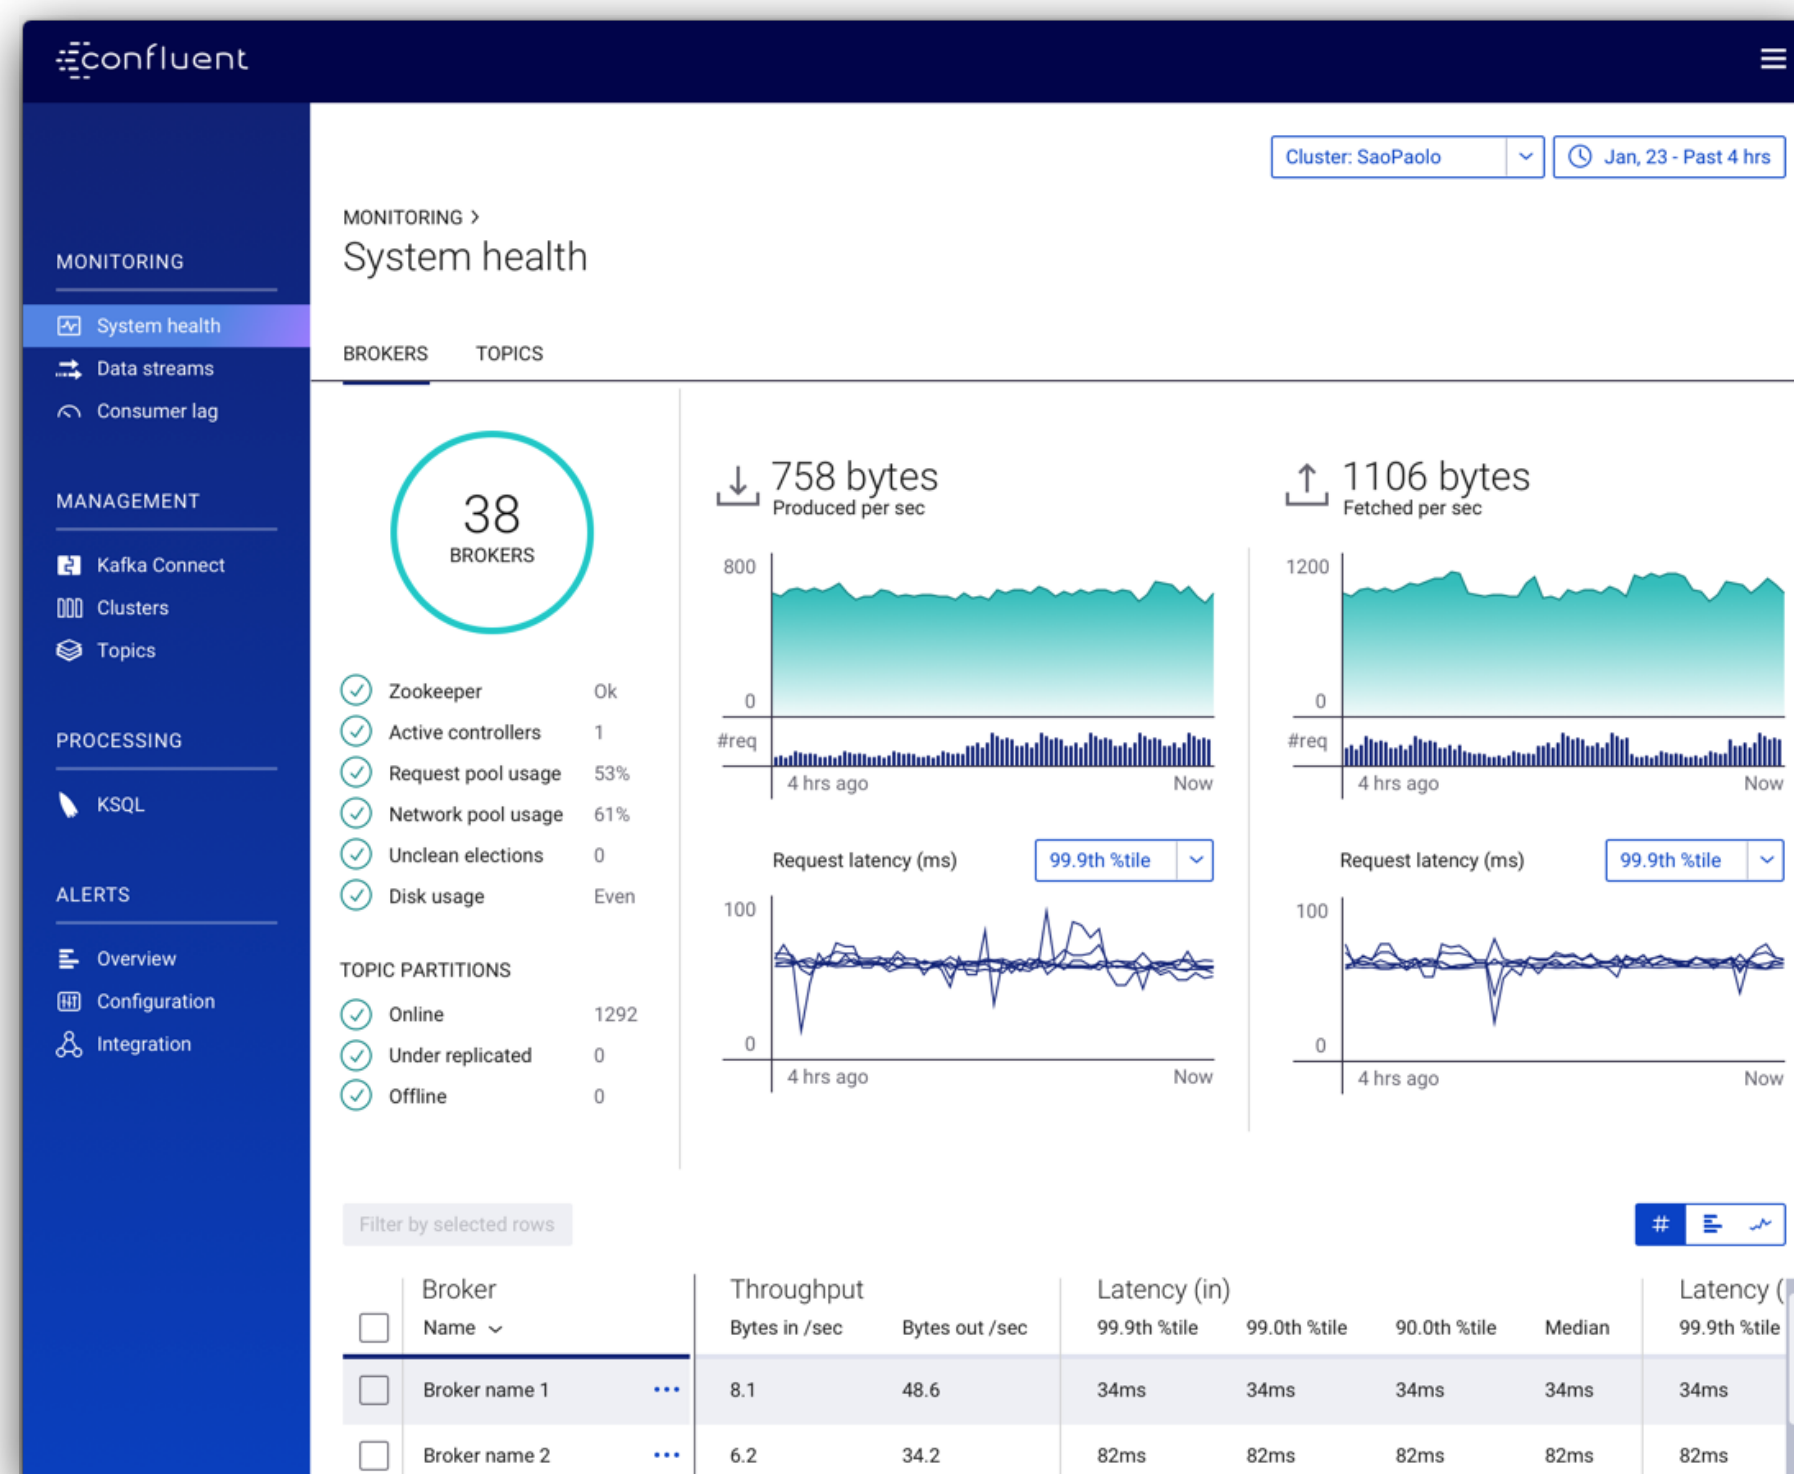 confluent
Cluster: SaoPaolo
Jan, 23 - Past 4 hrs
MONITORING
System health
Data streams
Consumer lag
MANAGEMENT
Kafka Connect
Clusters
Topics
PROCESSING
KSQL
ALERTS
Overview
Configuration
Integration
MONITORING >
System health
BROKERS
TOPICS
38
BROKERS
Zookeeper Ok
Active controllers 1
Request pool usage 53%
Network pool usage 61%
Unclean elections 0
Disk usage Even
TOPIC PARTITIONS
Online 1292
Under replicated 0
Offline 0
758 bytes
Produced per sec
800
0
#req
4 hrs ago Now
Request latency (ms) 99.9th %tile
100
0
4 hrs ago Now
1106 bytes
Fetched per sec
1200
0
#req
4 hrs ago Now
Request latency (ms) 99.9th %tile
100
0
4 hrs ago Now
Filter by selected rows
#
Broker Throughput Latency (in) Latency (
Name Bytes in /sec Bytes out /sec 99.9th %tile 99.0th %tile 90.0th %tile Median 99.9th %tile
Broker name 1 ... 8.1 48.6 34ms 34ms 34ms 34ms 34ms
Broker name 2 ... 6.2 34.2 82ms 82ms 82ms 82ms 82ms